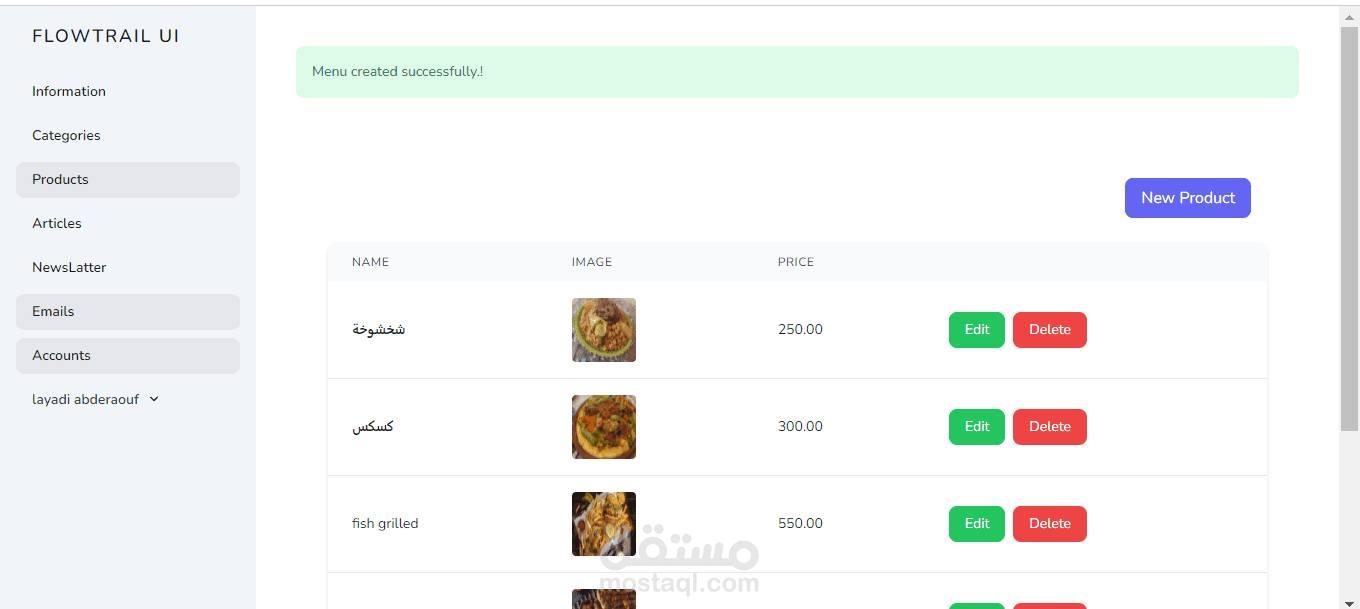 FLOWTRAIL UI
Information
Categories
Products
Articles
NewsLatter
Emails
Accounts
layadi abderaouf
Menu created successfully.!
New Product
NAME IMAGE PRICE
شخشوخة 250.00 Edit Delete
كسكس 300.00 Edit Delete
fish grilled 550.00 Edit Delete
مستقل
mostaql.com